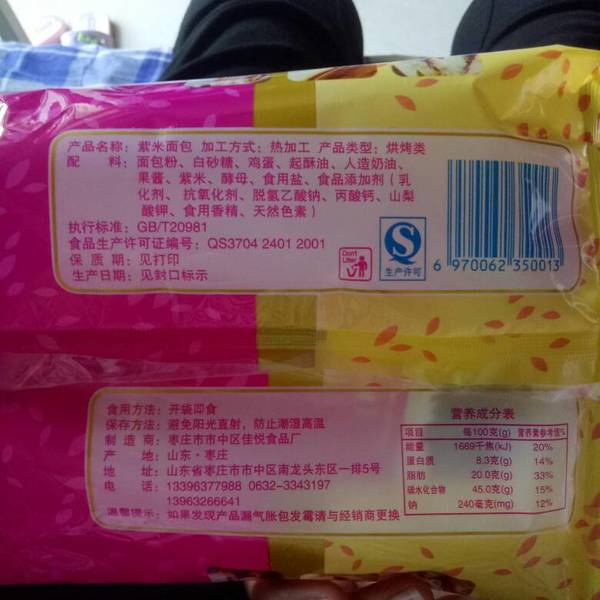 产品名称：紫米面包 加工方式：热加工 产品类型：烘烤类
配 料：面包粉、白砂糖、鸡蛋、起酥油、人造奶油、
果酱、紫米、酵母、食用盐、食品添加剂（乳
化剂、抗氧化剂、脱氢乙酸钠、丙酸钙、山梨
酸钾、食用香精、天然色素）
执行标准：GB/T20981
食品生产许可证编号：QS3704 2401 2001
保 质 期：见打印
生产日期：见封口标示
Don't Litter
生产许可
6 970062 350013
食用方法：开袋即食
保存方法：避免阳光直射，防止潮湿高温
制 造 商：枣庄市市中区佳悦食品厂
产 地：山东·枣庄
地 址：山东省枣庄市市中区南龙头东区一排5号
电 话：13396377988 0632-3343197
13963266641
温馨提示：如果发现产品漏气胀包发霉请与经销商更换
营养成分表
项目 每100克(g) 营养素参考值%
能量 1669千焦(kJ) 20%
蛋白质 8.3克(g) 14%
脂肪 20.0克(g) 33%
碳水化合物 45.0克(g) 15%
钠 240毫克(mg) 12%